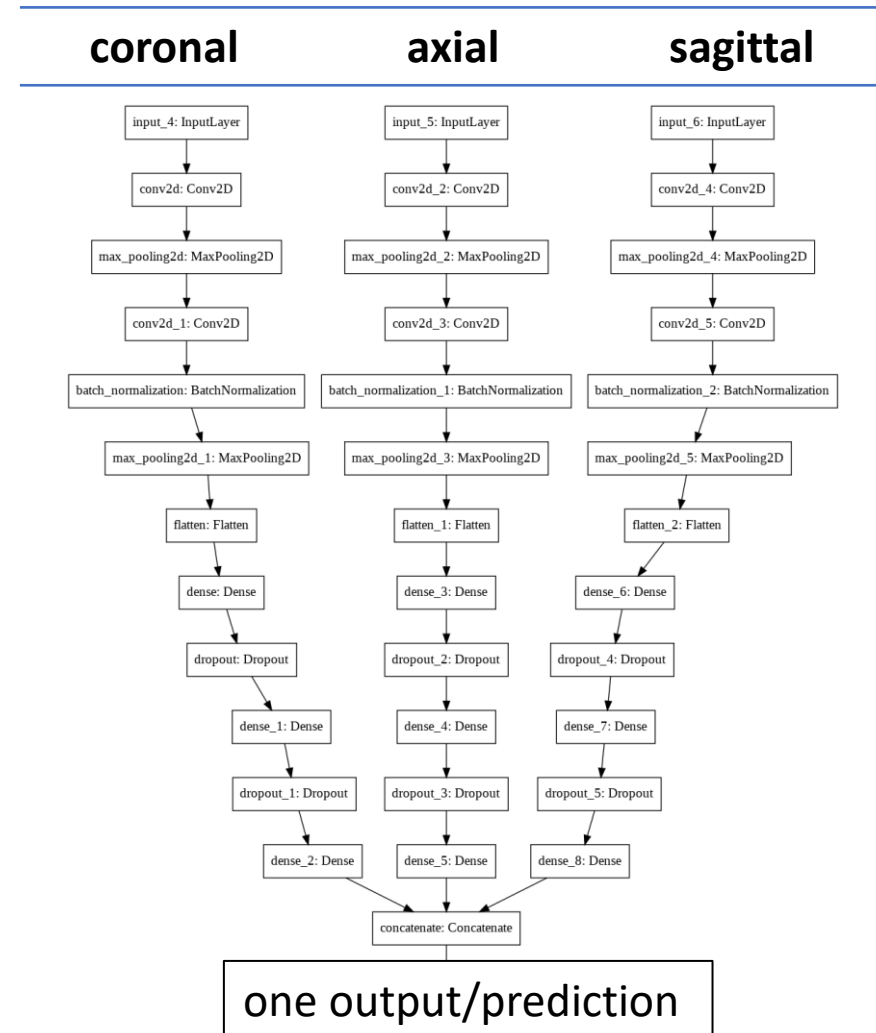 coronal axial sagittal
input_4: InputLayer input_5: InputLayer input_6: InputLayer
conv2d: Conv2D conv2d_2: Conv2D conv2d_4: Conv2D
max_pooling2d: MaxPooling2D max_pooling2d_2: MaxPooling2D max_pooling2d_4: MaxPooling2D
conv2d_1: Conv2D conv2d_3: Conv2D conv2d_5: Conv2D
batch_normalization: BatchNormalization batch_normalization_1: BatchNormalization batch_normalization_2: BatchNormalization
max_pooling2d_1: MaxPooling2D max_pooling2d_3: MaxPooling2D max_pooling2d_5: MaxPooling2D
flatten: Flatten flatten_1: Flatten flatten_2: Flatten
dense: Dense dense_3: Dense dense_6: Dense
dropout: Dropout dropout_2: Dropout dropout_4: Dropout
dense_1: Dense dense_4: Dense dense_7: Dense
dropout_1: Dropout dropout_3: Dropout dropout_5: Dropout
dense_2: Dense dense_5: Dense dense_8: Dense
concatenate: Concatenate
one output/prediction